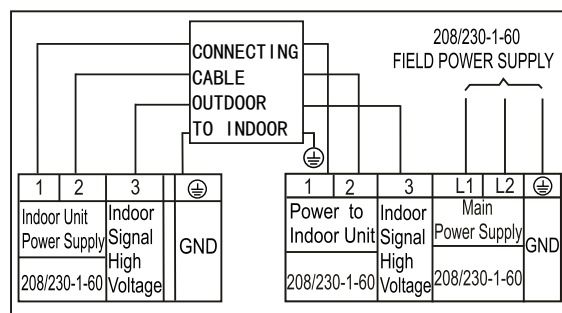 CONNECTING
CABLE
OUTDOOR
TO INDOOR
208/230-1-60
FIELD POWER SUPPLY
1 2 3
Indoor Unit
Power Supply
208/230-1-60
Indoor
Signal
High
Voltage
GND
1 2 3 L1 L2
Power to
Indoor Unit
208/230-1-60
Indoor
Signal
High
Voltage
Main
Power Supply
208/230-1-60
GND